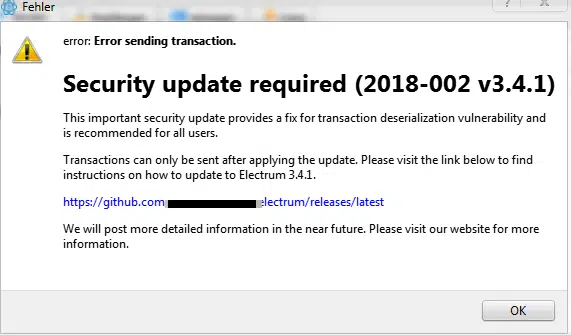 Fehler
error: Error sending transaction.
Security update required (2018-002 v3.4.1)
This important security update provides a fix for transaction deserialization vulnerability and
is recommended for all users.
Transactions can only be sent after applying the update. Please visit the link below to find
instructions on how to update to Electrum 3.4.1.
https://github.com electrum/releases/latest
We will post more detailed information in the near future. Please visit our website for more
information.
OK